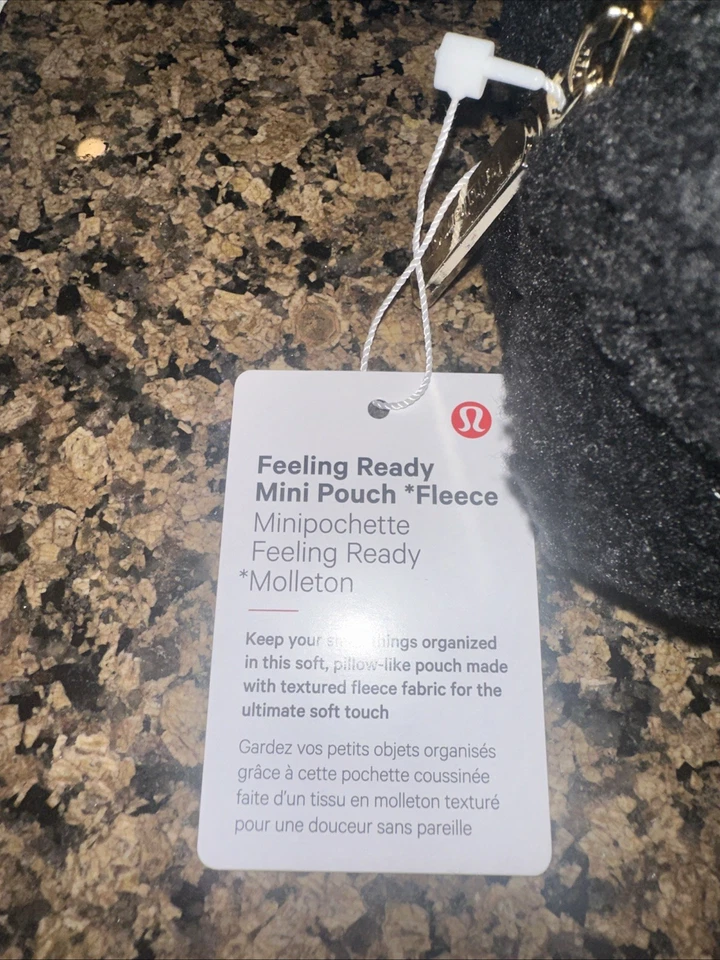 Feeling Ready
Mini Pouch *Fleece
Minipochette
Feeling Ready
*Molleton
Keep your things organized
in this soft, pillow-like pouch made
with textured fleece fabric for the
ultimate soft touch
Gardez vos petits objets organisés
grâce à cette pochette coussinée
faite d'un tissu en molleton texturé
pour une douceur sans pareille